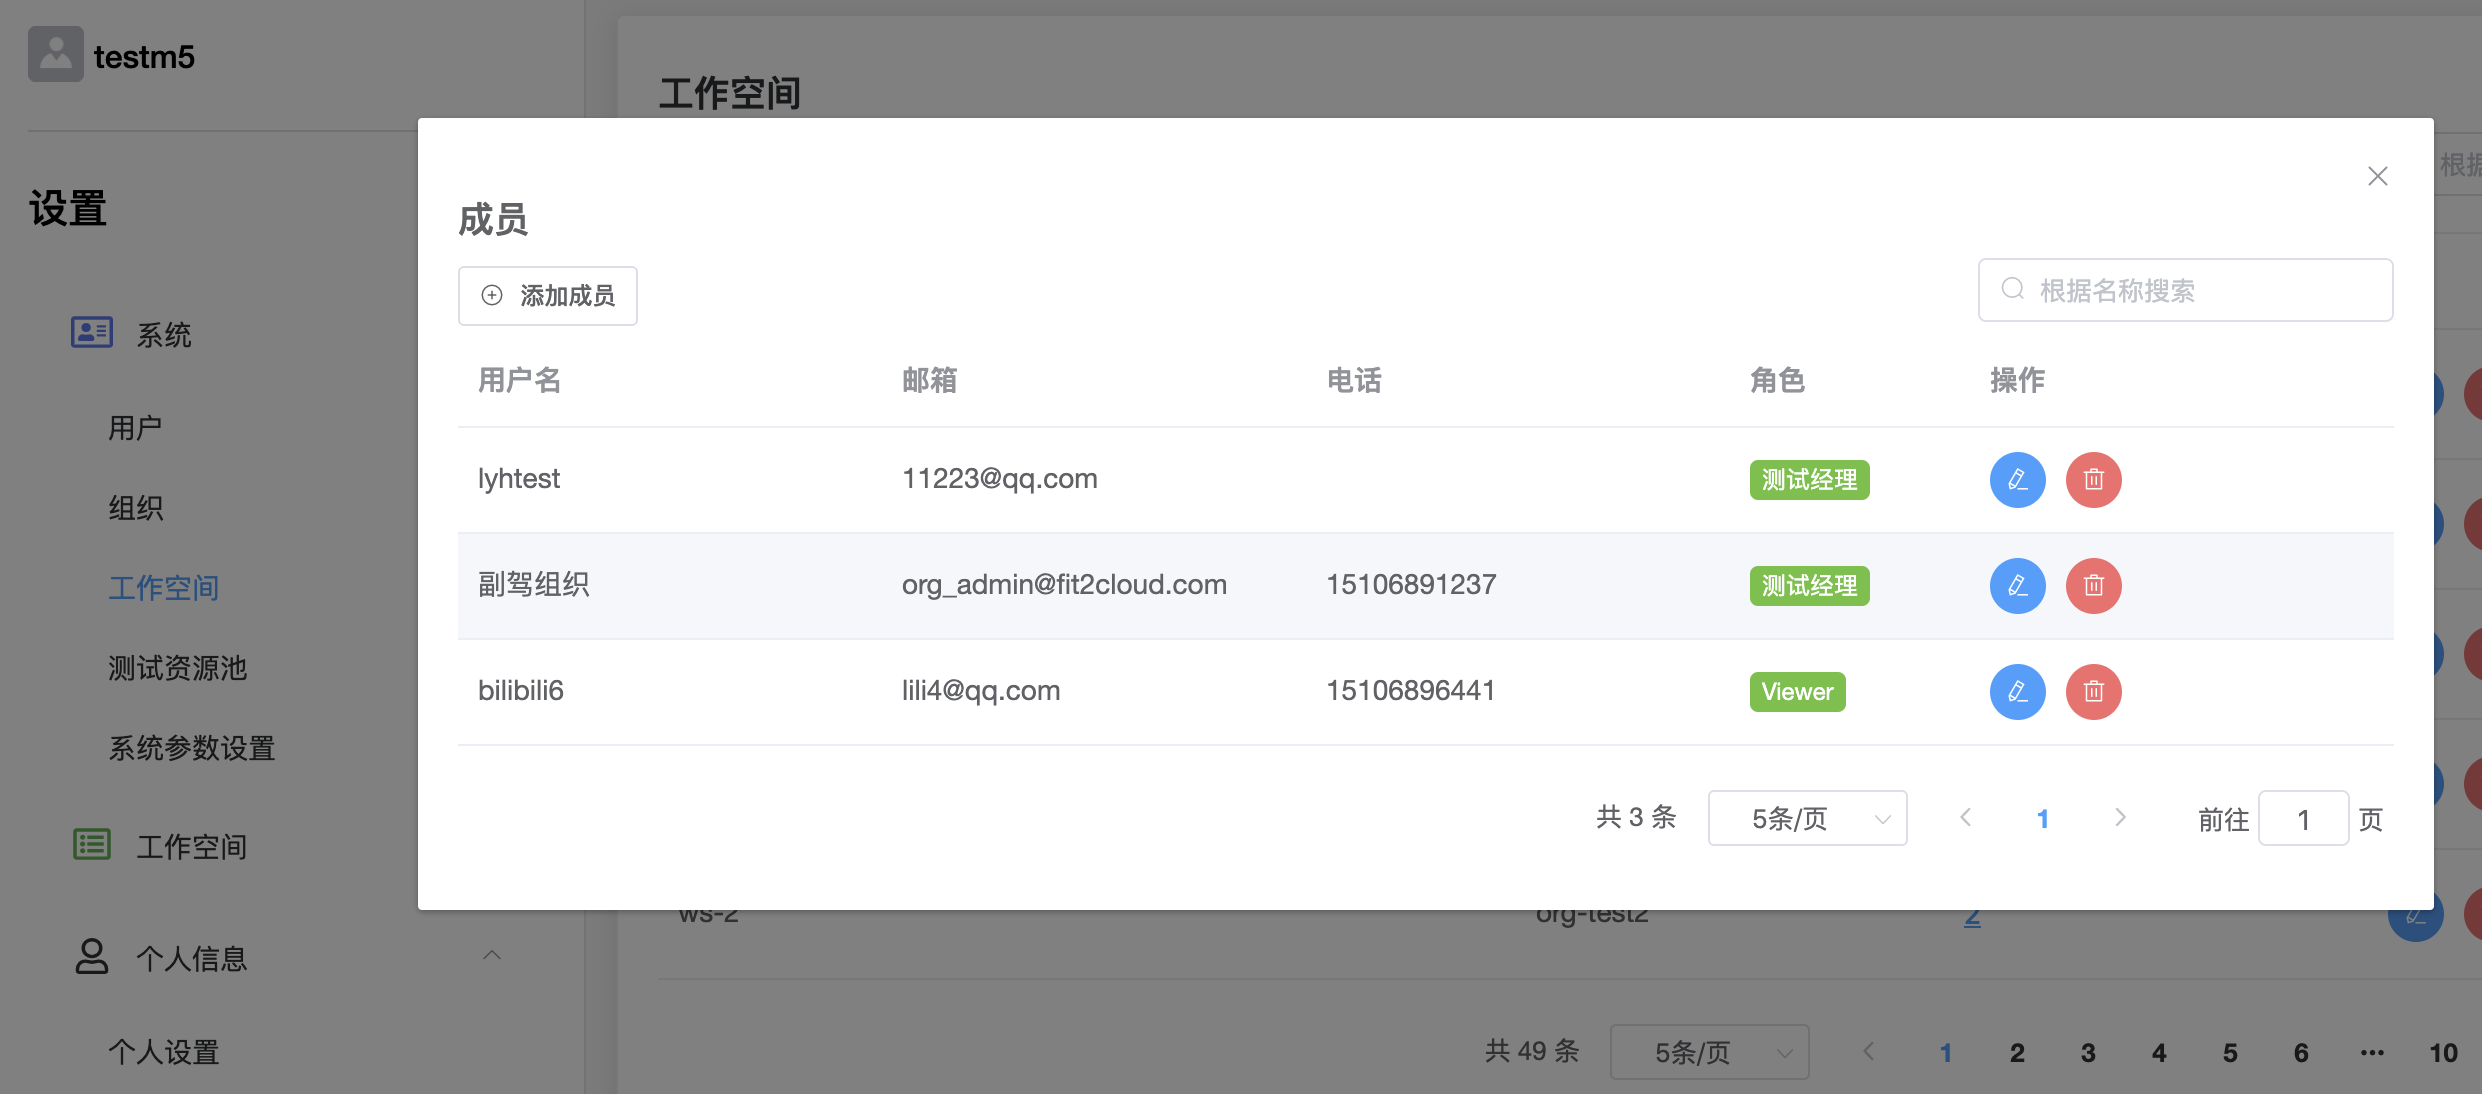 testm5
设置
系统
用户
组织
工作空间
测试资源池
系统参数设置
工作空间
个人信息
个人设置
工作空间
成员
添加成员
根据名称搜索
用户名 邮箱 电话 角色 操作
lyhtest 11223@qq.com 测试经理
副驾组织 org_admin@fit2cloud.com 15106891237 测试经理
bilibili6 lili4@qq.com 15106896441 Viewer
共 3 条 5条/页 1 前往 1 页
ws-2 org-test2 2
共 49 条 5条/页 1 2 3 4 5 6 ••• 10